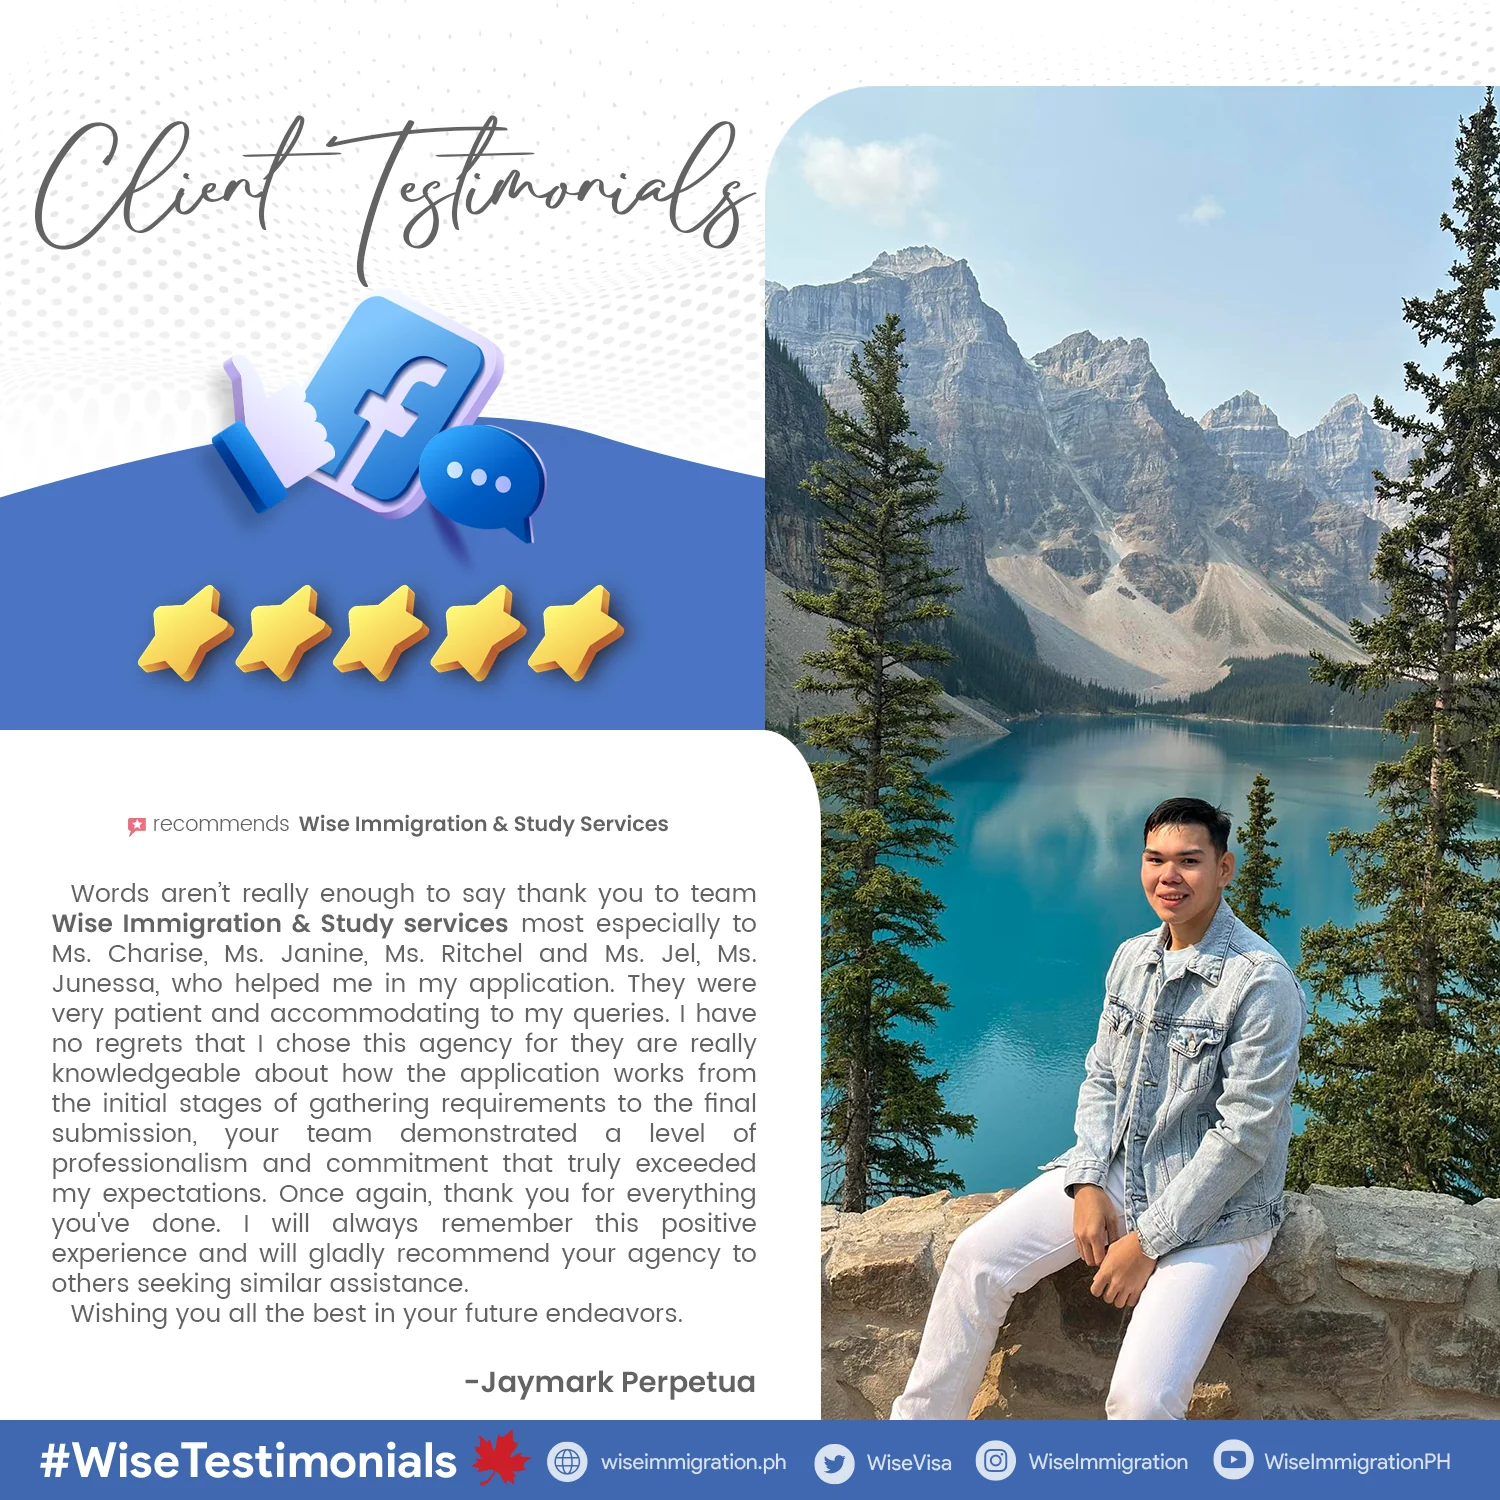 Client Testimonials
recommends Wise Immigration & Study Services
Words aren't really enough to say thank you to team
Wise Immigration & Study services most especially to
Ms. Charise, Ms. Janine, Ms. Ritchel and Ms. Jel, Ms.
Junessa, who helped me in my application. They were
very patient and accommodating to my queries. I have
no regrets that I chose this agency for they are really
knowledgeable about how the application works from
the initial stages of gathering requirements to the final
submission, your team demonstrated a level of
professionalism and commitment that truly exceeded
my expectations. Once again, thank you for everything
you've done. I will always remember this positive
experience and will gladly recommend your agency to
others seeking similar assistance.
Wishing you all the best in your future endeavors.
-Jaymark Perpetua
#WiseTestimonials wiseimmigration.ph WiseVisa WiseImmigration WiseImmigrationPH